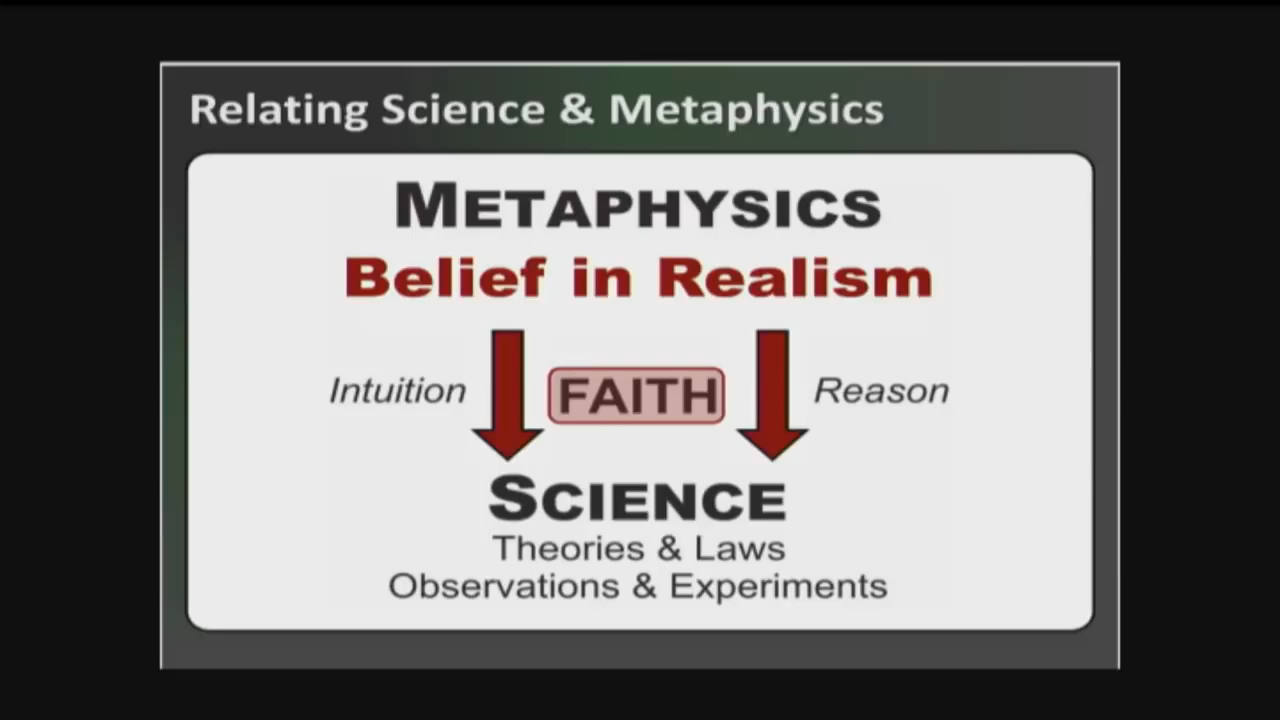 Relating Science & Metaphysics
METAPHYSICS
Belief in Realism
Intuition
FAITH
Reason
SCIENCE
Theories & Laws
Observations & Experiments